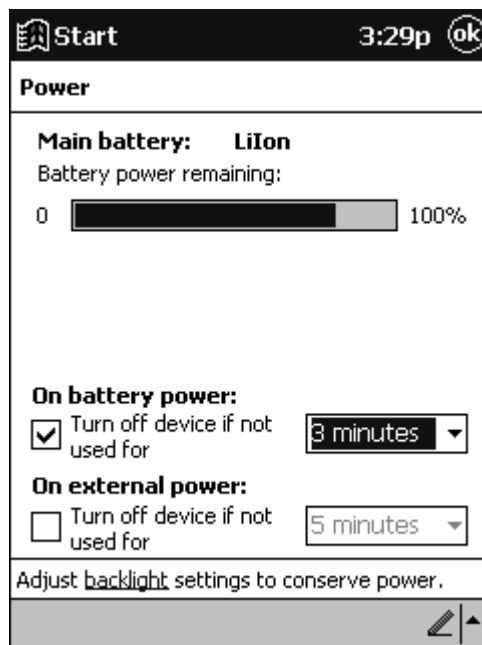 Start 3:29p ok
Power
Main battery: LiIon
Battery power remaining:
0 100%
On battery power:
Turn off device if not
used for
3 minutes
On external power:
Turn off device if not
used for
5 minutes
Adjust backlight settings to conserve power.